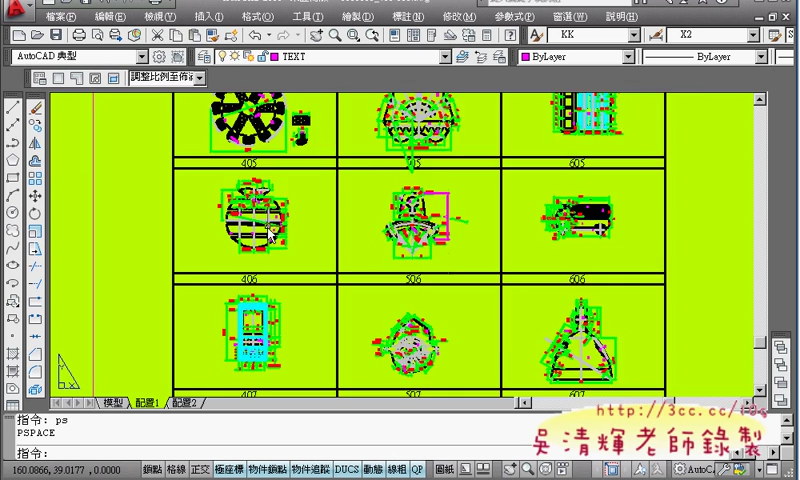 檔案(F) 編輯(E) 檢視(V) 插入(I) 格式(O) 工具(T) 繪製(D) 標註(N) 修改(M) 參數式(P) 視窗(W) 說明(H)
KK X2
AutoCAD 典型 TEXT ByLayer ByLayer
調整比例至佈
405 605
406 506 606
407
模型 配置1 配置2
指令: ps
PSPACE
指令:
http://3cc.cc/10s
吳清輝老師錄製
160.0866, 39.0177, 0.0000 鎖點 格線 正交 極座標 物件鎖點 物件追蹤 DUCS 動態 線粗 QP 圖紙 AutoC